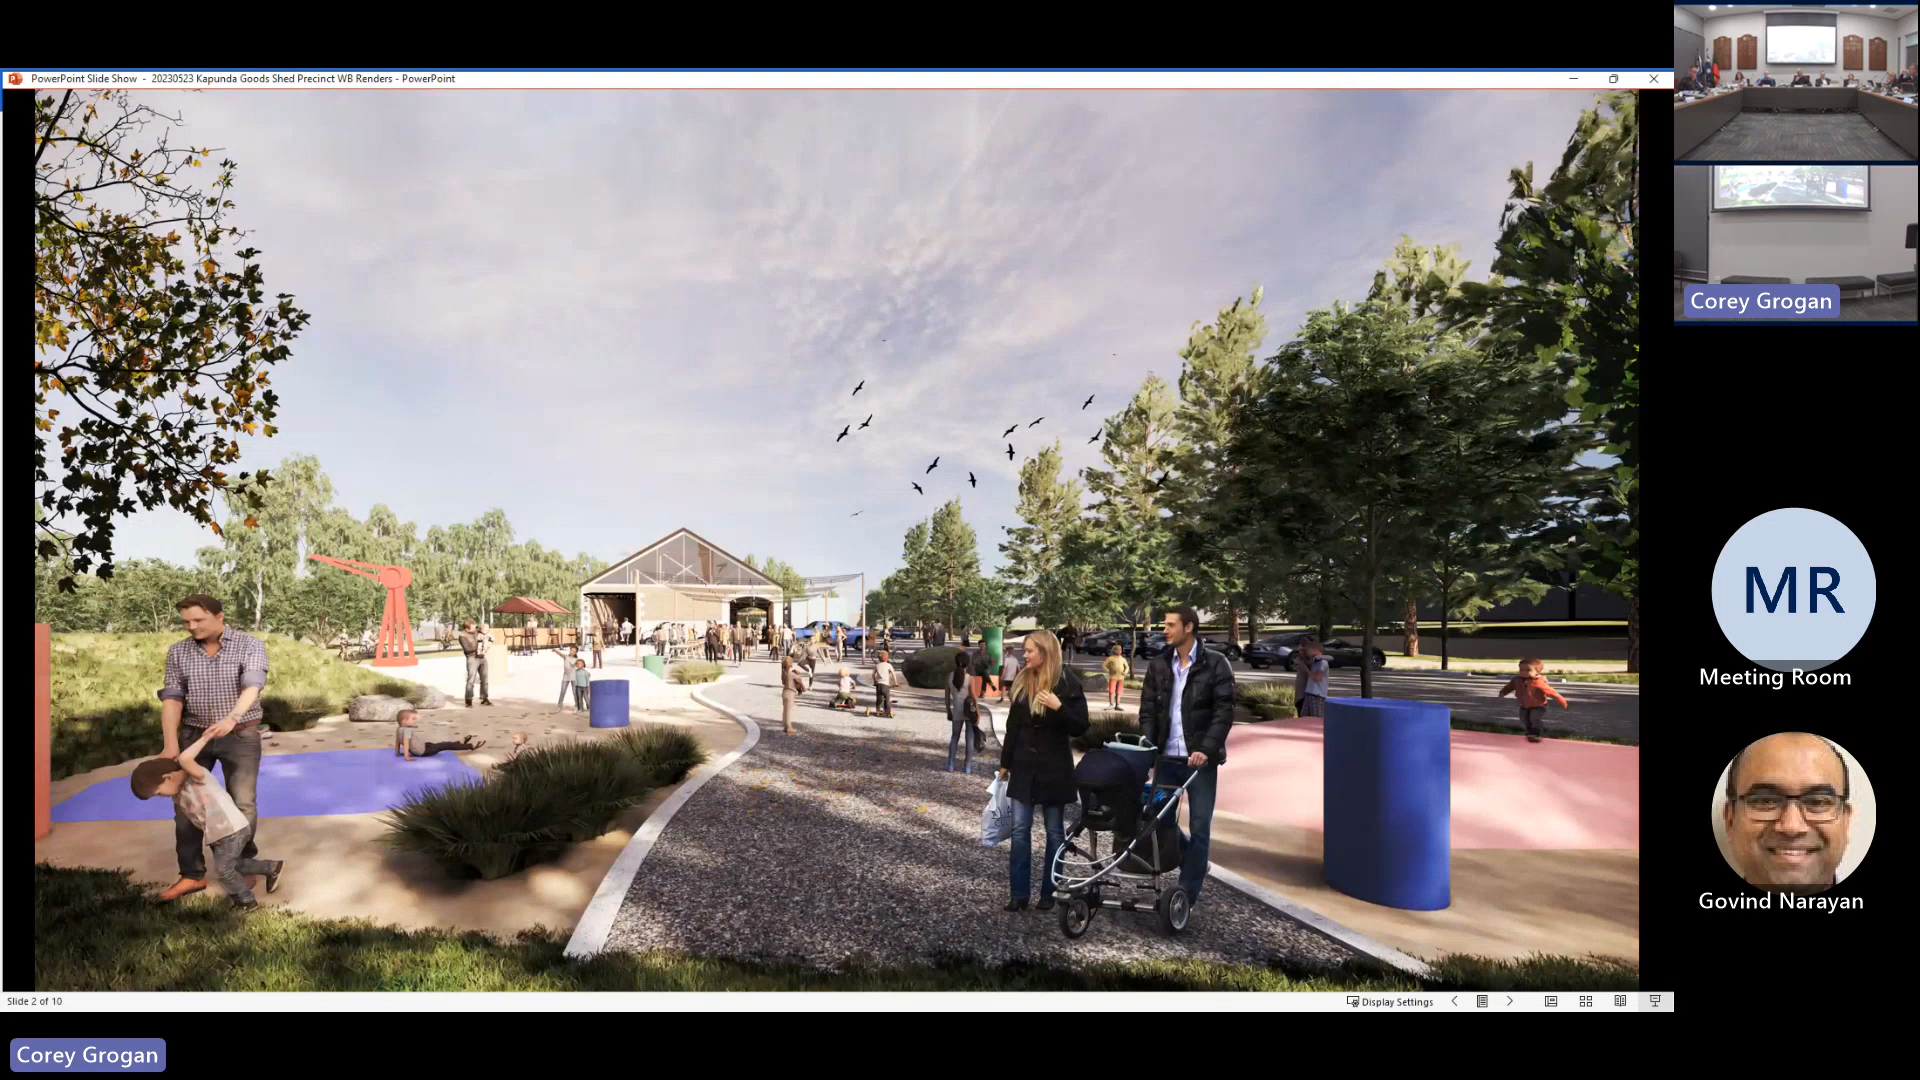 PowerPoint Slide Show - 20230523 Kapunda Goods Shed Precinct WB Renders - PowerPoint
Corey Grogan
MR
Meeting Room
Govind Narayan
Slide 2 of 10
Display Settings
Corey Grogan